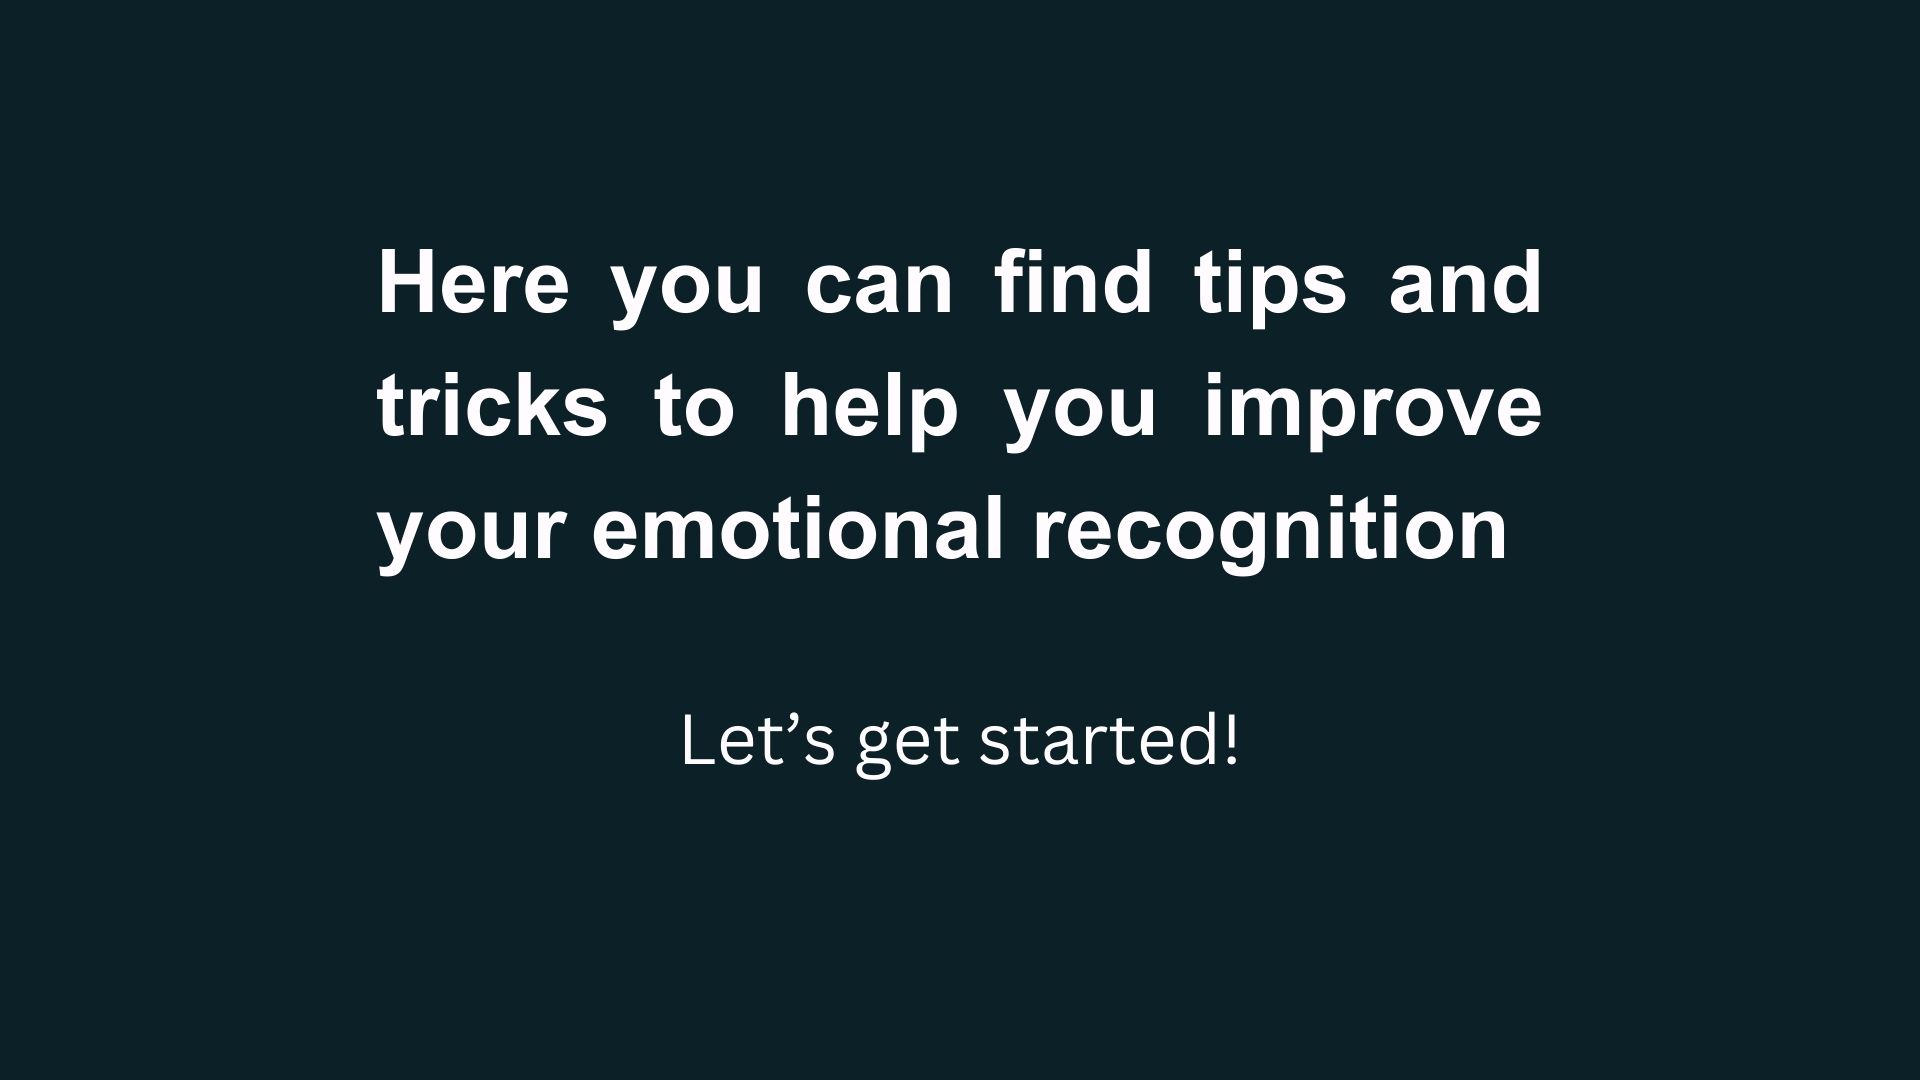 Here you can find tips and
tricks to help you improve
your emotional recognition
Let’s get started!